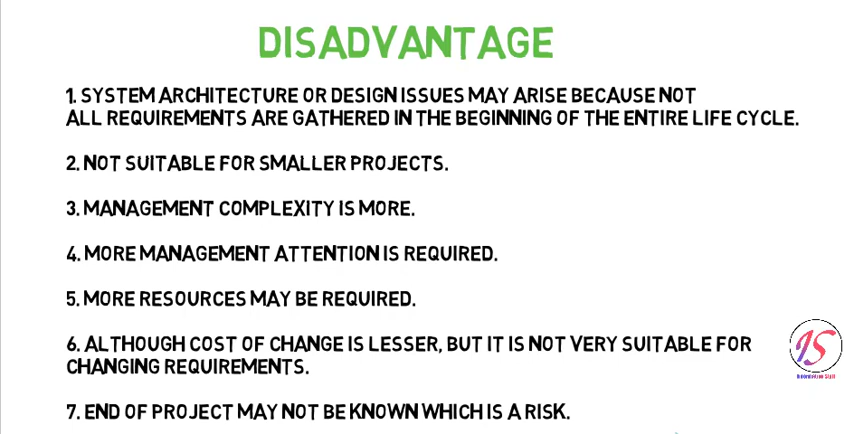 DISADVANTAGE
1. SYSTEM ARCHITECTURE OR DESIGN ISSUES MAY ARISE BECAUSE NOT
ALL REQUIREMENTS ARE GATHERED IN THE BEGINNING OF THE ENTIRE LIFE CYCLE.
2. NOT SUITABLE FOR SMALLER PROJECTS.
3. MANAGEMENT COMPLEXITY IS MORE.
4. MORE MANAGEMENT ATTENTION IS REQUIRED.
5. MORE RESOURCES MAY BE REQUIRED.
6. ALTHOUGH COST OF CHANGE IS LESSER, BUT IT IS NOT VERY SUITABLE FOR
CHANGING REQUIREMENTS.
7. END OF PROJECT MAY NOT BE KNOWN WHICH IS A RISK.
IS